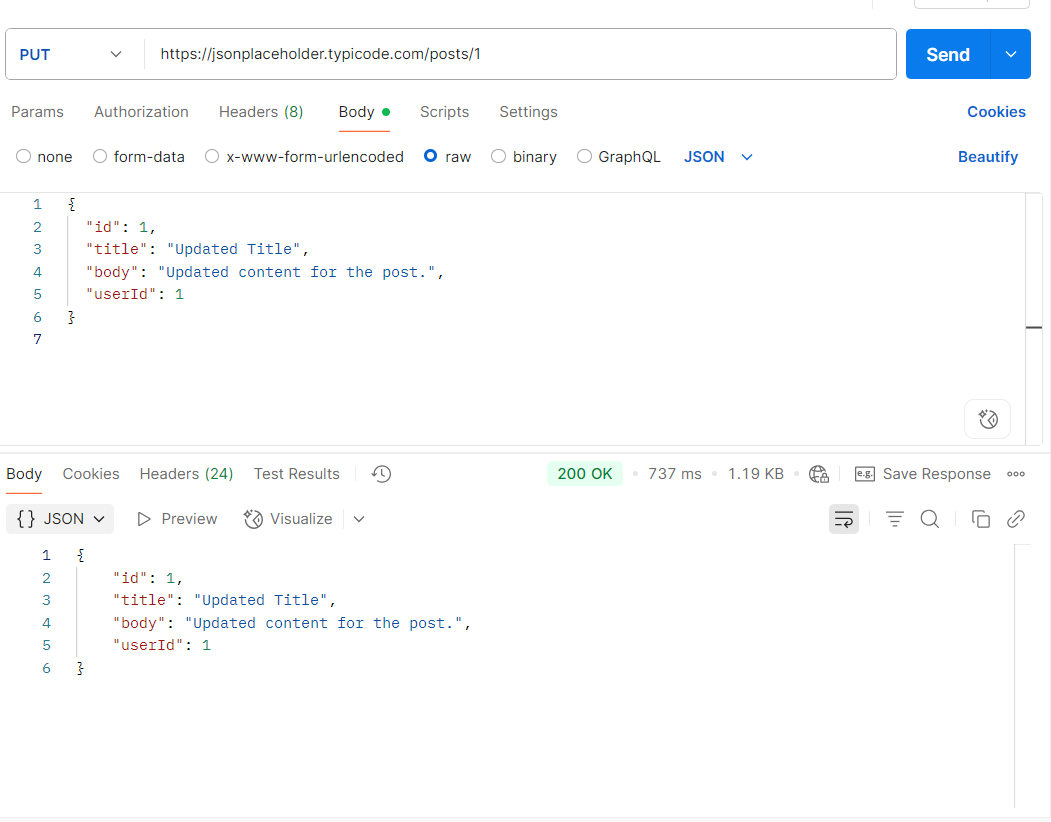 PUT https://jsonplaceholder.typicode.com/posts/1 Send
Params Authorization Headers (8) Body Scripts Settings Cookies
none form-data x-www-form-urlencoded raw binary GraphQL JSON Beautify
1 {
2 "id": 1,
3 "title": "Updated Title",
4 "body": "Updated content for the post.",
5 "userId": 1
6 }
7
Body Cookies Headers (24) Test Results 200 OK 737 ms 1.19 KB e.g. Save Response
{} JSON Preview Visualize
1 {
2 "id": 1,
3 "title": "Updated Title",
4 "body": "Updated content for the post.",
5 "userId": 1
6 }